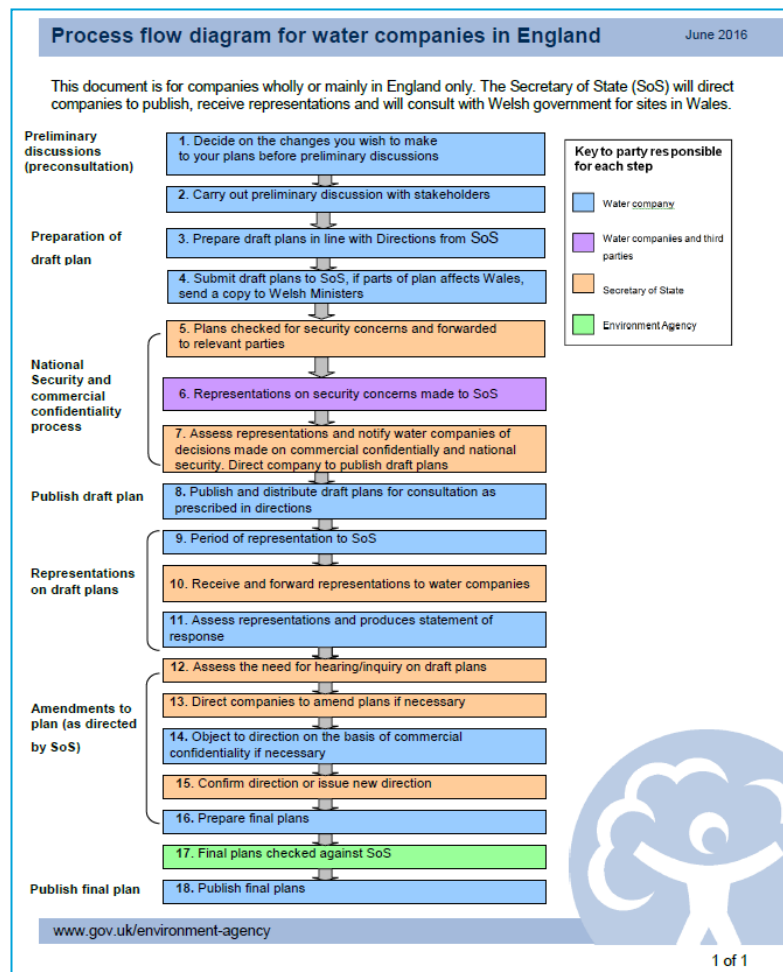 Process flow diagram for water companies in England
June 2016
This document is for companies wholly or mainly in England only. The Secretary of State (SoS) will direct
companies to publish, receive representations and will consult with Welsh government for sites in Wales.
Preliminary
discussions
(preconsultation)
1. Decide on the changes you wish to make
to your plans before preliminary discussions
2. Carry out preliminary discussion with stakeholders
Preparation of
draft plan
3. Prepare draft plans in line with Directions from SoS
4. Submit draft plans to SoS, if parts of plan affects Wales,
send a copy to Welsh Ministers
National
Security and
commercial
confidentiality
process
5. Plans checked for security concerns and forwarded
to relevant parties
6. Representations on security concerns made to SoS
7. Assess representations and notify water companies of
decisions made on commercial confidentially and national
security. Direct company to publish draft plans
Publish draft plan
8. Publish and distribute draft plans for consultation as
prescribed in directions
Representations
on draft plans
9. Period of representation to SoS
10. Receive and forward representations to water companies
11. Assess representations and produces statement of
response
Amendments to
plan (as directed
by SoS)
12. Assess the need for hearing/inquiry on draft plans
13. Direct companies to amend plans if necessary
14. Object to direction on the basis of commercial
confidentiality if necessary
15. Confirm direction or issue new direction
16. Prepare final plans
17. Final plans checked against SoS
Publish final plan
18. Publish final plans
Key to party responsible
for each step
Water company
Water companies and third
parties
Secretary of State
Environment Agency
www.gov.uk/environment-agency
1 of 1